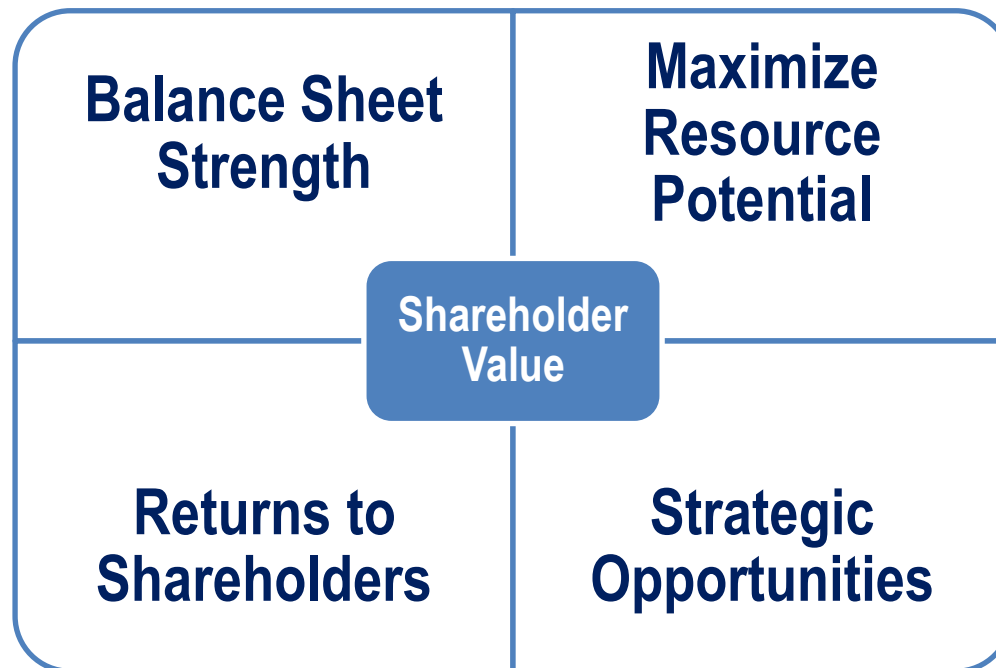 Balance Sheet
Strength
Maximize
Resource
Potential
Shareholder
Value
Returns to
Shareholders
Strategic
Opportunities